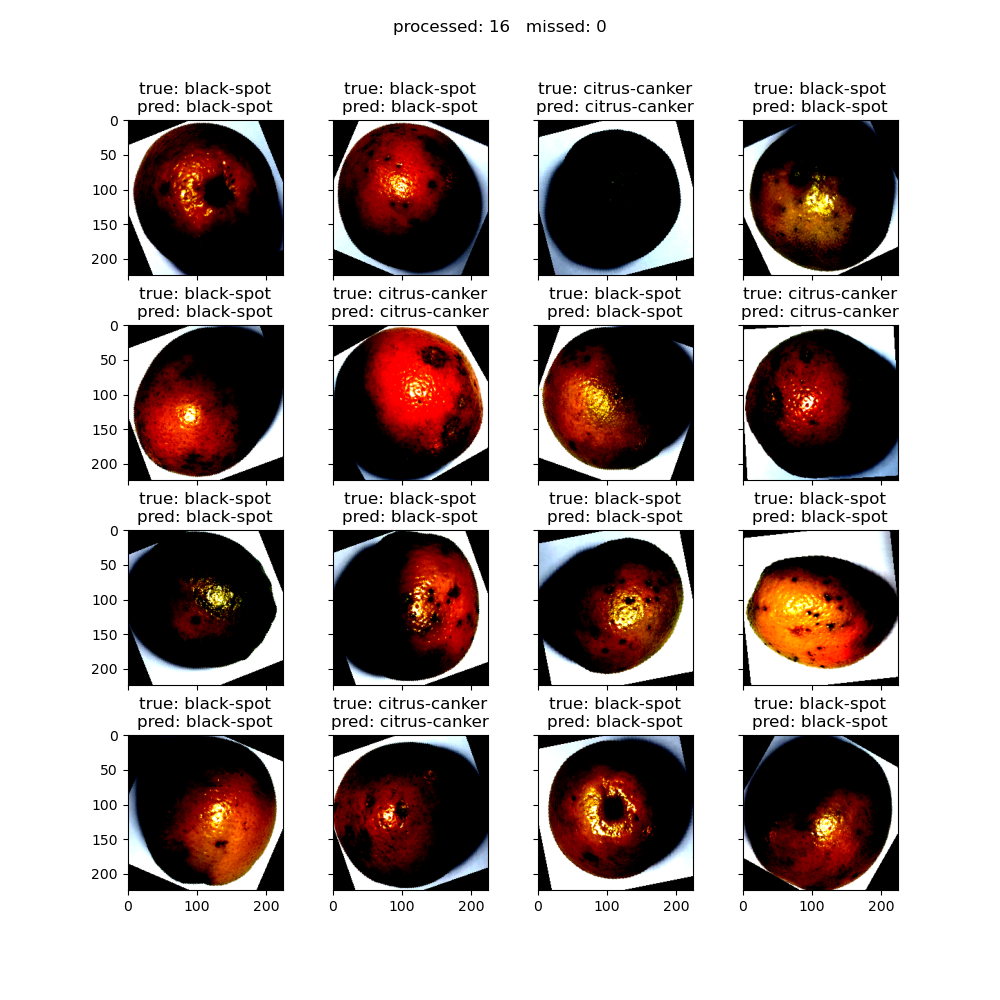 processed: 16   missed: 0
true: black-spot
pred: black-spot
true: black-spot
pred: black-spot
true: citrus-canker
pred: citrus-canker
true: black-spot
pred: black-spot
0
50
100
150
200
true: black-spot
pred: black-spot
true: citrus-canker
pred: citrus-canker
true: black-spot
pred: black-spot
true: citrus-canker
pred: citrus-canker
0
50
100
150
200
true: black-spot
pred: black-spot
true: black-spot
pred: black-spot
true: black-spot
pred: black-spot
true: black-spot
pred: black-spot
0
50
100
150
200
true: black-spot
pred: black-spot
true: citrus-canker
pred: citrus-canker
true: black-spot
pred: black-spot
true: black-spot
pred: black-spot
0
50
100
150
200
0 100 200
0 100 200
0 100 200
0 100 200